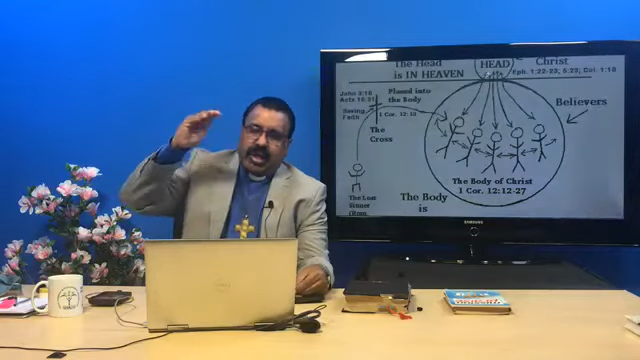 The Head
is IN HEAVEN
HEAD
Christ
Eph. 1:22-23, 5:23; Col. 1:18
John 3:16
Acts 16:31
Saving
Faith
Placed into
the Body
1 Cor. 12:13
The
Cross
Believers
The Lost
Sinner
(Rom.
The Body
is
The Body of Christ
1 Cor. 12:12-27
SAMSUNG
DELL